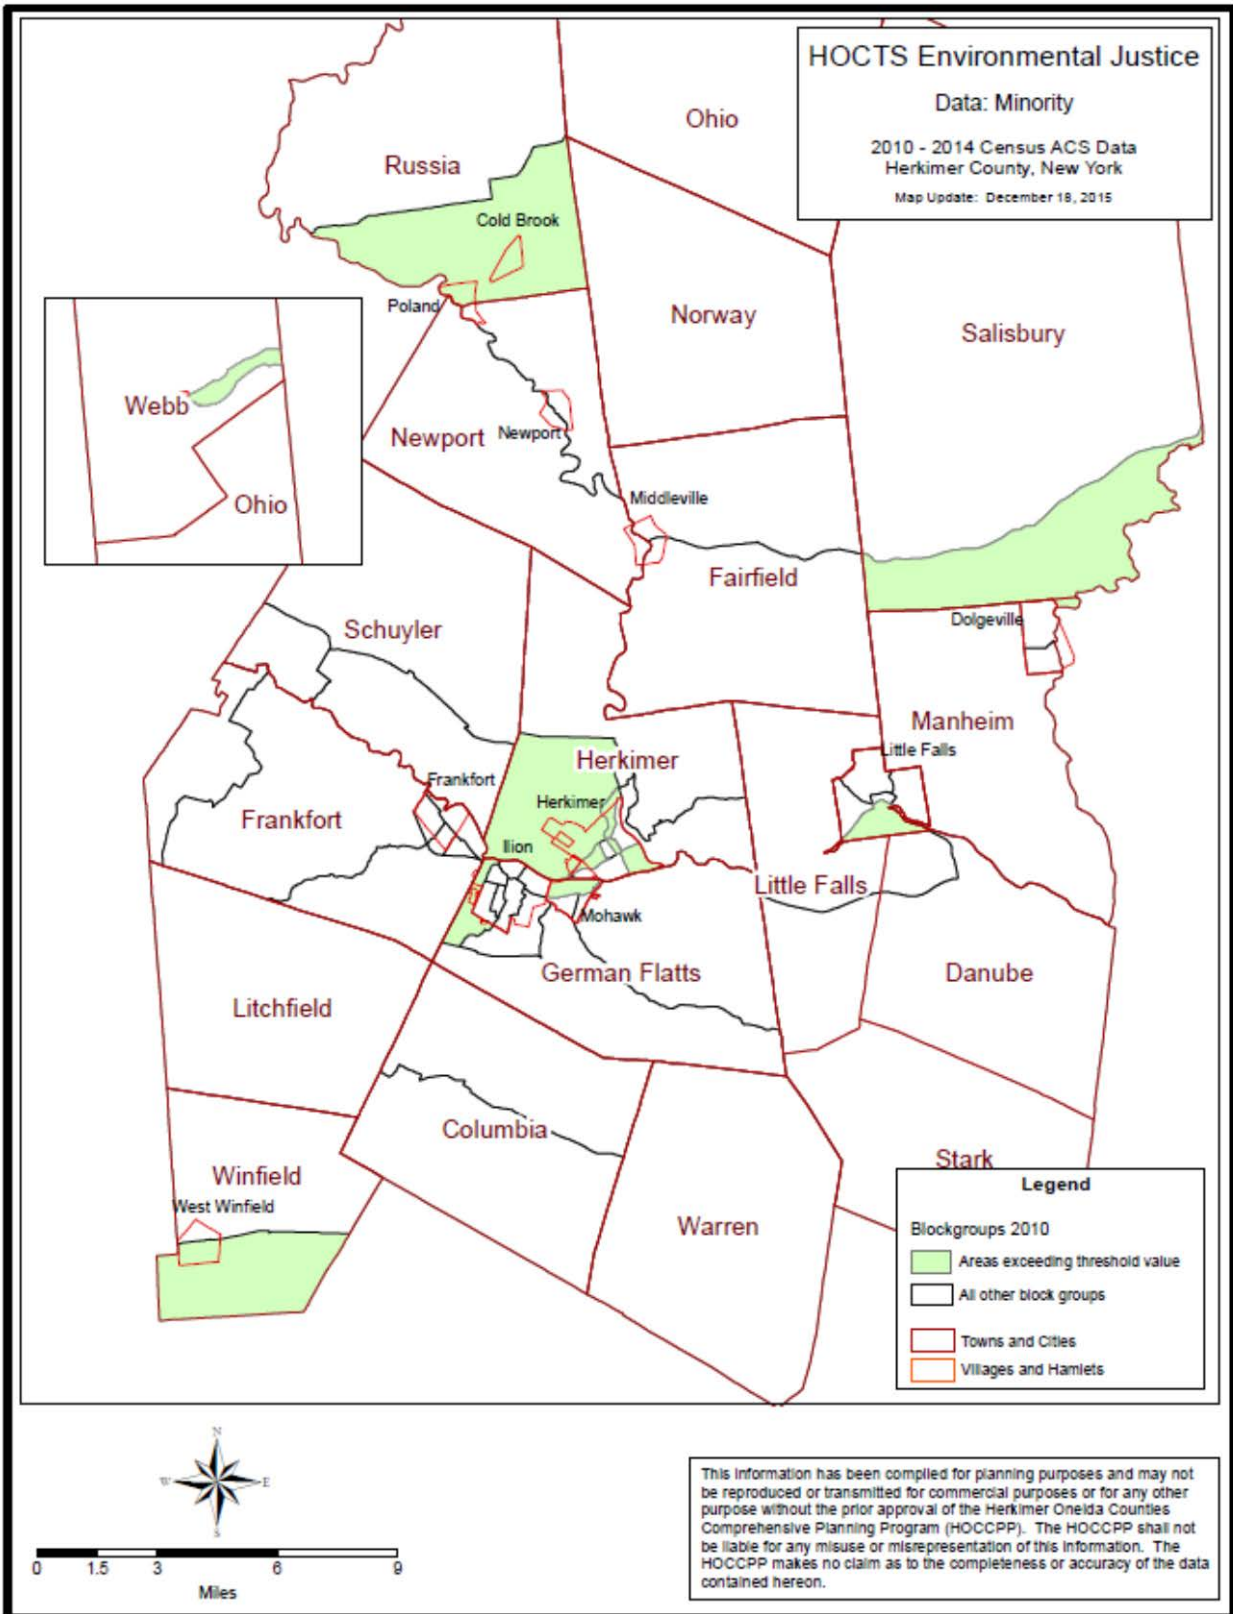 HOCTS Environmental Justice
Data: Minority
2010 - 2014 Census ACS Data
Herkimer County, New York
Map Update: December 18, 2015
Ohio
Russia
Cold Brook
Poland
Norway
Salisbury
Webb
Ohio
Newport
Newport
Middleville
Fairfield
Dolgeville
Schuyler
Manheim
Little Falls
Herkimer
Frankfort
Herkimer
Frankfort
Ilion
Little Falls
Mohawk
German Flatts
Danube
Litchfield
Columbia
Stark
Winfield
West Winfield
Warren
Legend
Blockgroups 2010
Areas exceeding threshold value
All other block groups
Towns and Cities
Villages and Hamlets
N
W
E
S
0 1.5 3 6 9
Miles
This information has been compiled for planning purposes and may not
be reproduced or transmitted for commercial purposes or for any other
purpose without the prior approval of the Herkimer Oneida Counties
Comprehensive Planning Program (HOCCPP). The HOCCPP shall not
be liable for any misuse or misrepresentation of this information. The
HOCCPP makes no claim as to the completeness or accuracy of the data
contained hereon.